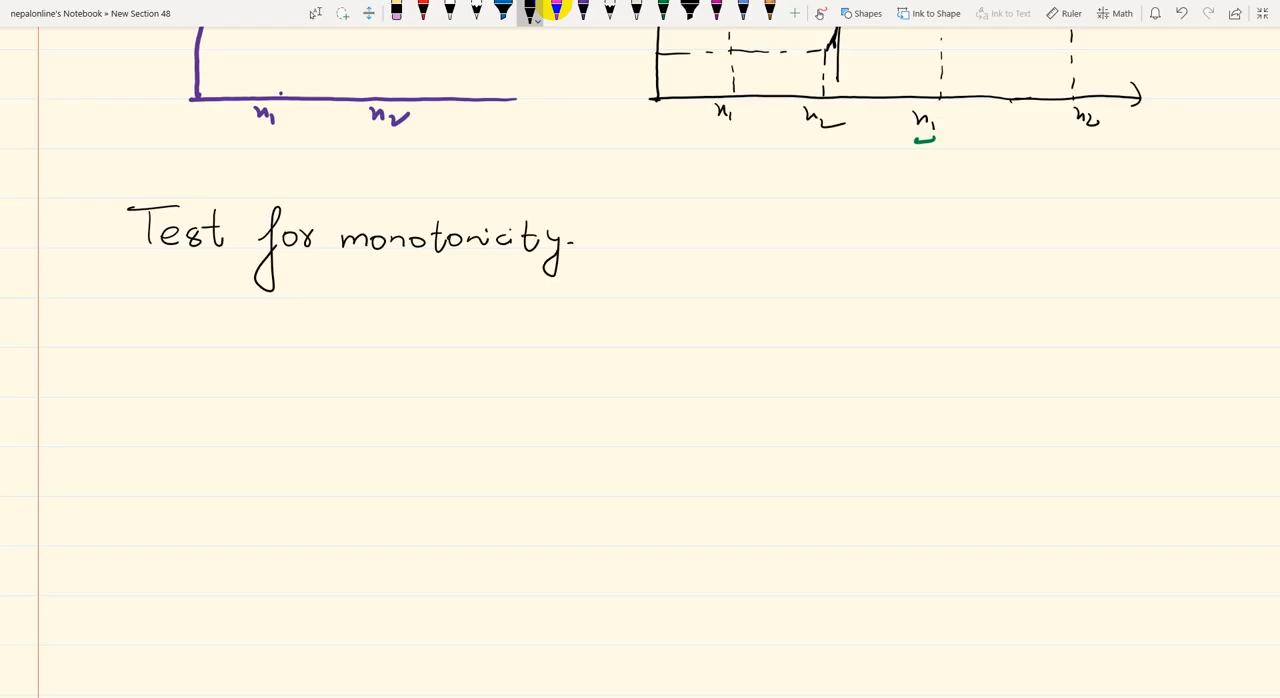 nepalonline's Notebook » New Section 48
Shapes
Ink to Shape
Ink to Text
Ruler
Math
x₁ x₂
x₁ x₂ x₁ x₂
Test for monotonicity.